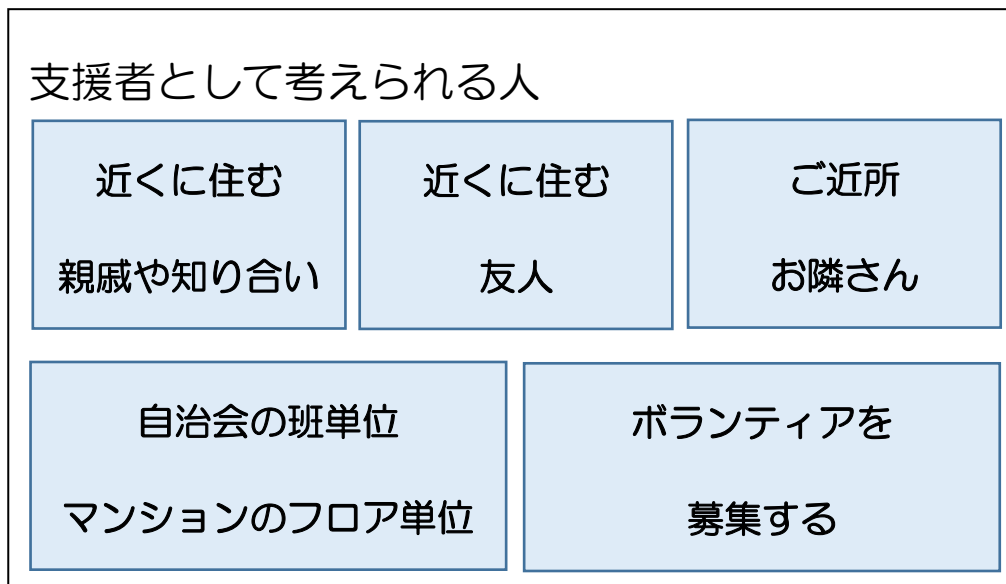 支援者として考えられる人
近くに住む
親戚や知り合い
近くに住む
友人
ご近所
お隣さん
自治会の班単位
マンションのフロア単位
ボランティアを
募集する